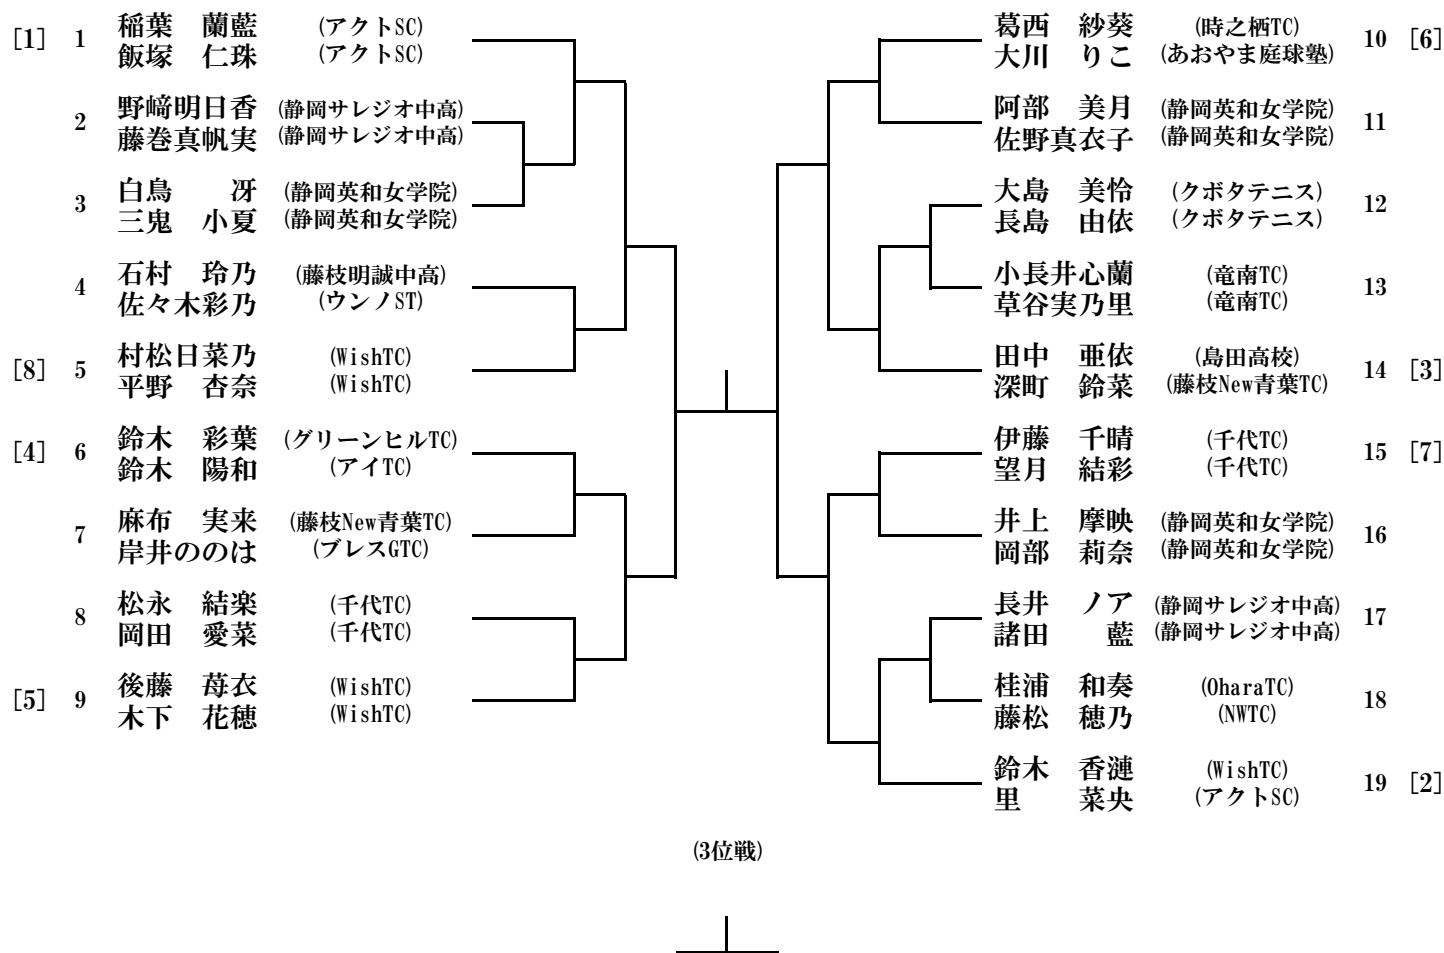 [1] 1 稲葉 蘭藍 (アクトSC)
飯塚 仁珠 (アクトSC)
2 野﨑明日香 (静岡サレジオ中高)
藤巻真帆実 (静岡サレジオ中高)
3 白鳥 冴 (静岡英和女学院)
三鬼 小夏 (静岡英和女学院)
4 石村 玲乃 (藤枝明誠中高)
佐々木彩乃 (ウンノST)
[8] 5 村松日菜乃 (WishTC)
平野 杏奈 (WishTC)
[4] 6 鈴木 彩葉 (グリーンヒルTC)
鈴木 陽和 (アイTC)
7 麻布 実来 (藤枝New青葉TC)
岸井ののは (ブレスGTC)
8 松永 結楽 (千代TC)
岡田 愛菜 (千代TC)
[5] 9 後藤 苺衣 (WishTC)
木下 花穂 (WishTC)
葛西 紗葵 (時之栖TC) 10 [6]
大川 りこ (あおやま庭球塾)
阿部 美月 (静岡英和女学院) 11
佐野真衣子 (静岡英和女学院)
大島 美怜 (クボタテニス) 12
長島 由依 (クボタテニス)
小長井心蘭 (竜南TC) 13
草谷実乃里 (竜南TC)
田中 亜依 (島田高校) 14 [3]
深町 鈴菜 (藤枝New青葉TC)
伊藤 千晴 (千代TC) 15 [7]
望月 結彩 (千代TC)
井上 摩映 (静岡英和女学院) 16
岡部 莉奈 (静岡英和女学院)
長井 ノア (静岡サレジオ中高) 17
諸田 藍 (静岡サレジオ中高)
桂浦 和奏 (OharaTC) 18
藤松 穂乃 (NWTC)
鈴木 香漣 (WishTC) 19 [2]
里 菜央 (アクトSC)
(3位戦)